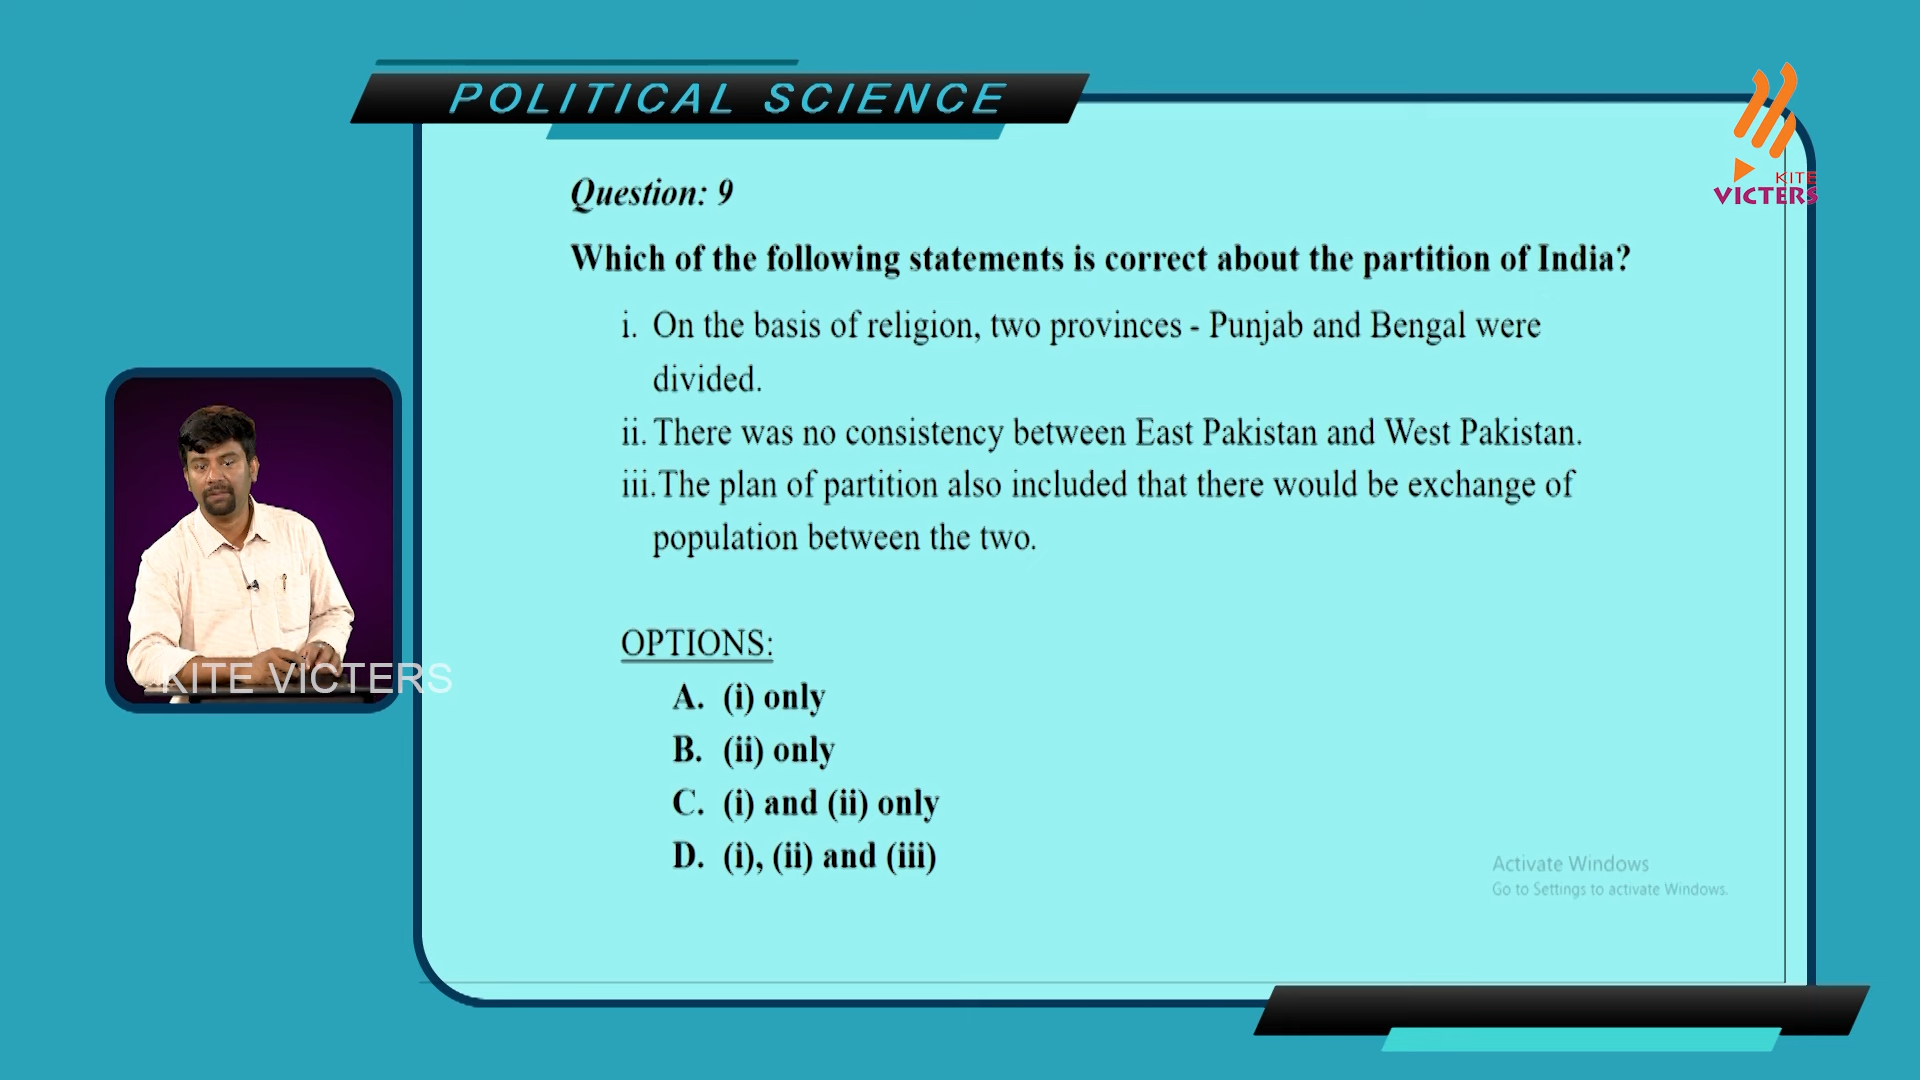 POLITICAL SCIENCE
KITE
VICTERS
Question: 9
Which of the following statements is correct about the partition of India?
i. On the basis of religion, two provinces - Punjab and Bengal were
divided.
ii. There was no consistency between East Pakistan and West Pakistan.
iii.The plan of partition also included that there would be exchange of
population between the two.
OPTIONS:
KITE VICTERS
A. (i) only
B. (ii) only
C. (i) and (ii) only
D. (i), (ii) and (iii)
Activate Windows
Go to Settings to activate Windows.